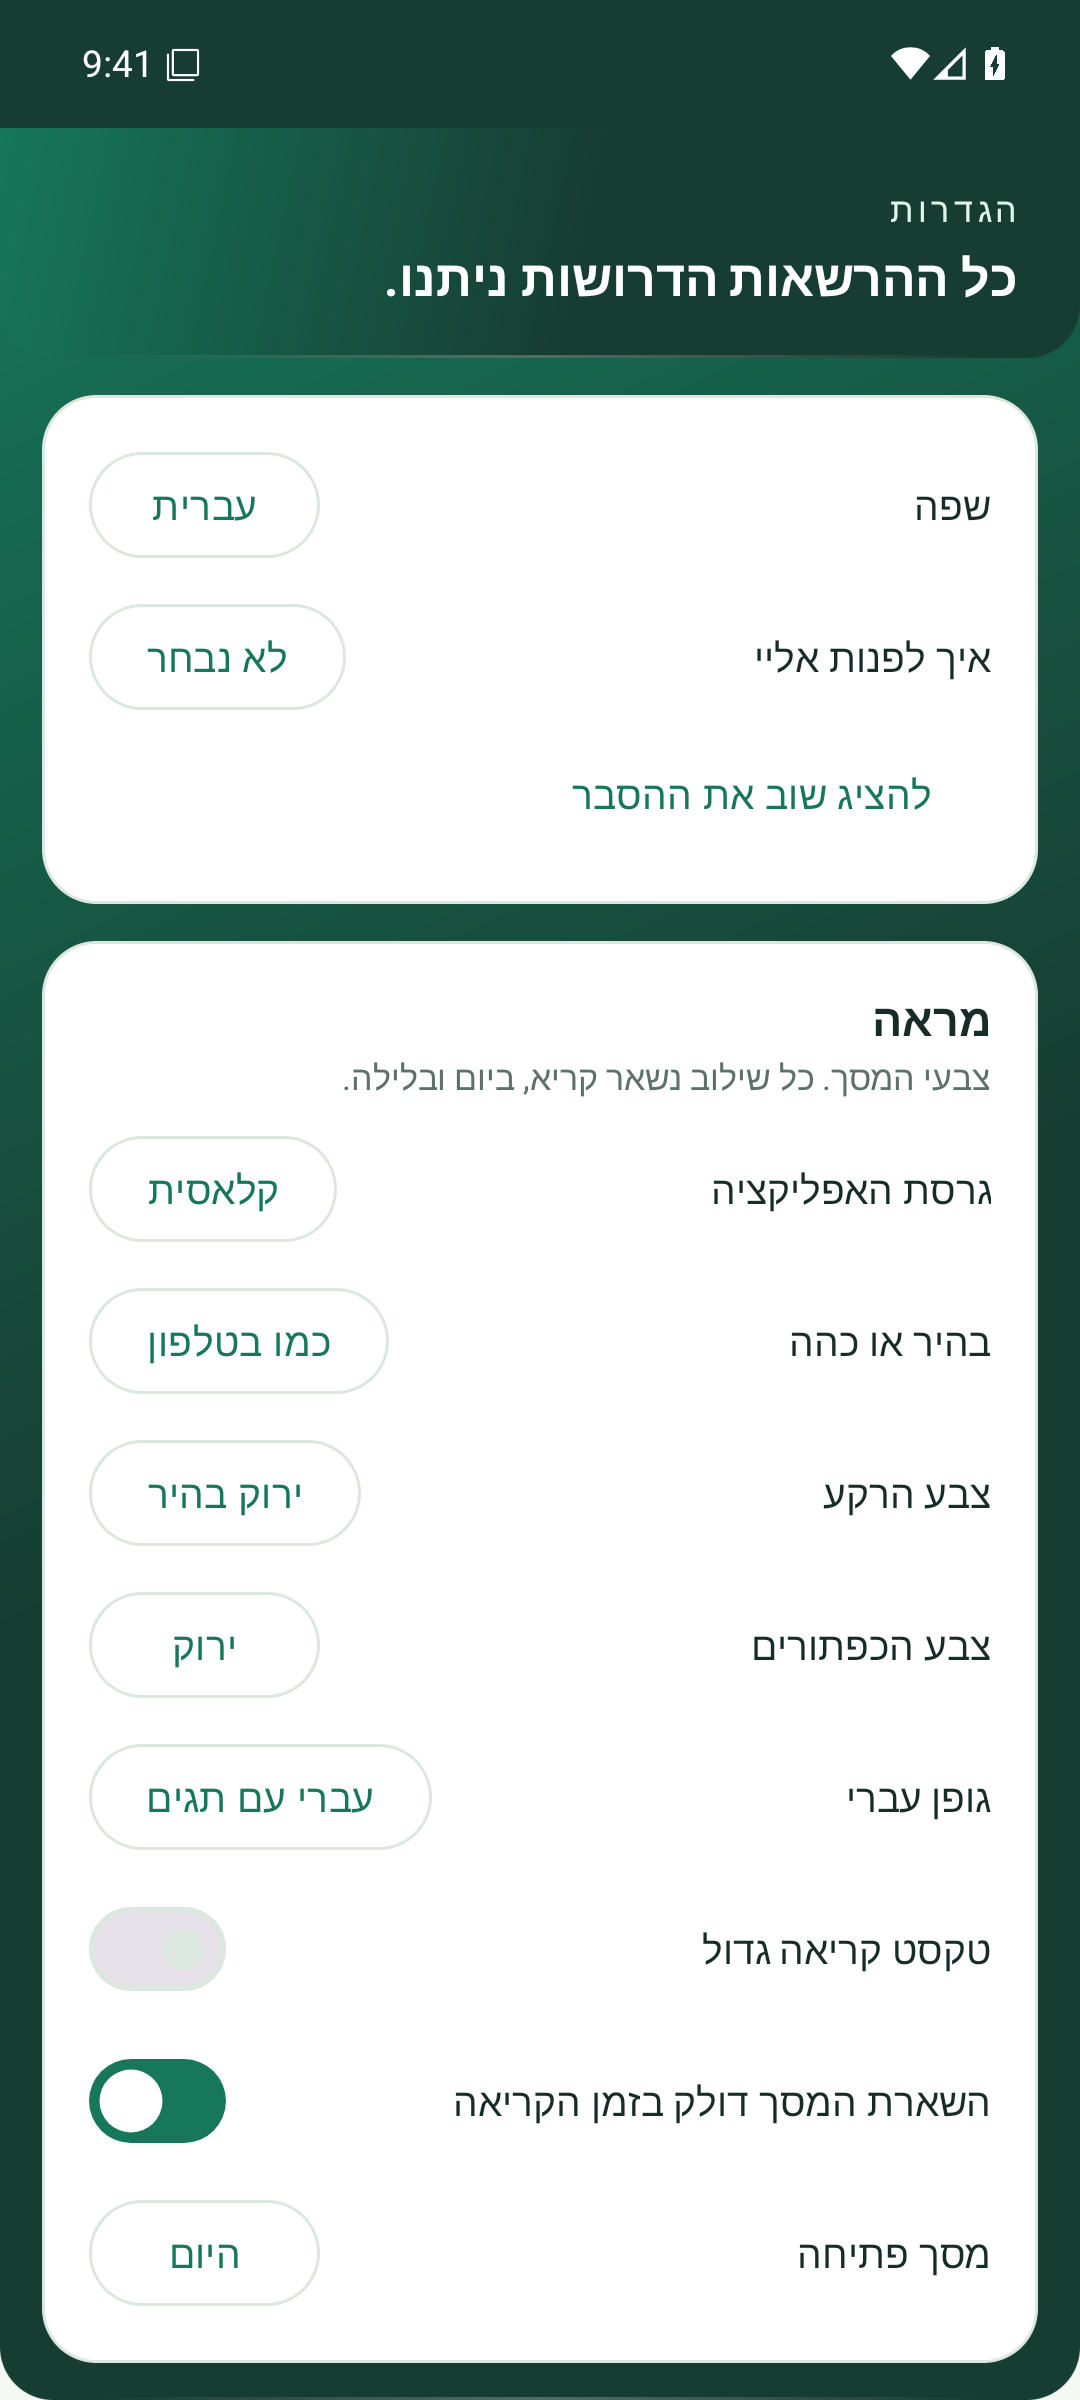 9:41
הגדרות
כל ההרשאות הדרושות ניתנו.
שפה
עברית
איך לפנות אליי
לא נבחר
להציג שוב את ההסבר
מראה
צבעי המסך. כל שילוב נשאר קריא, ביום ובלילה.
גרסת האפליקציה
קלאסית
בהיר או כהה
כמו בטלפון
צבע הרקע
ירוק בהיר
צבע הכפתורים
ירוק
גופן עברי
עברי עם תגים
טקסט קריאה גדול
השארת המסך דולק בזמן הקריאה
מסך פתיחה
היום